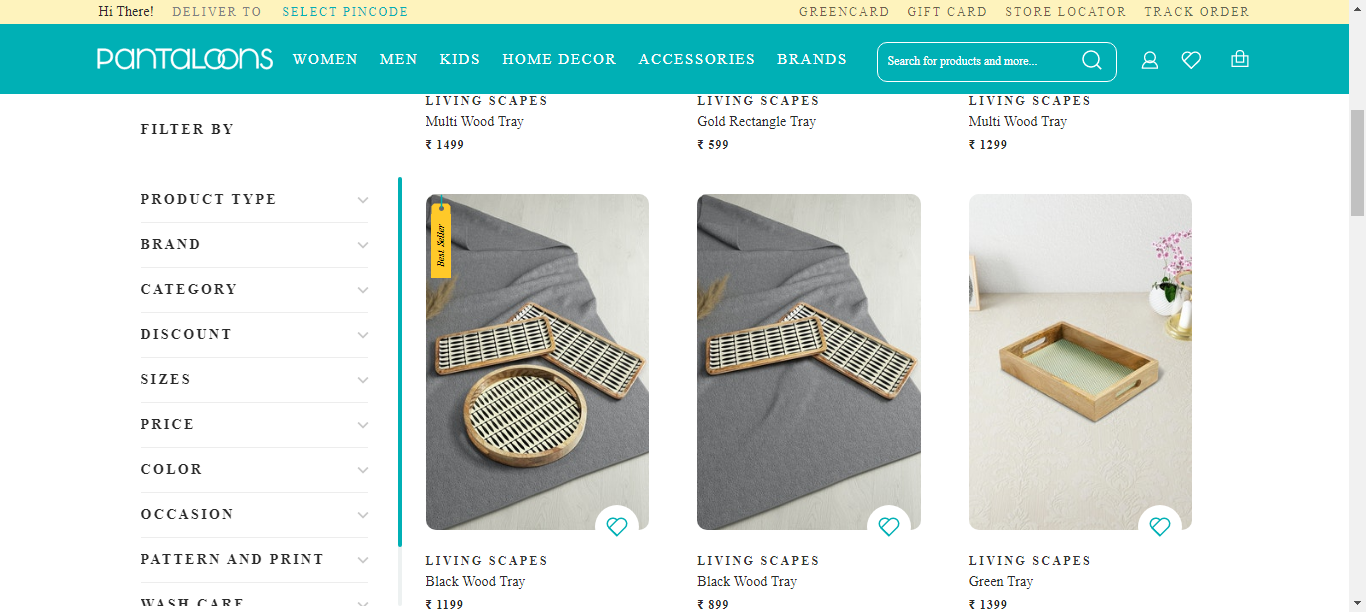 Hi There! DELIVER TO SELECT PINCODE GREENCARD GIFT CARD STORE LOCATOR TRACK ORDER
PANTALOONS WOMEN MEN KIDS HOME DECOR ACCESSORIES BRANDS Search for products and more...
FILTER BY
PRODUCT TYPE
BRAND
CATEGORY
DISCOUNT
SIZES
PRICE
COLOR
OCCASION
PATTERN AND PRINT
WASH CARE
LIVING SCAPES
Multi Wood Tray
₹ 1499
LIVING SCAPES
Gold Rectangle Tray
₹ 599
LIVING SCAPES
Multi Wood Tray
₹ 1299
Best Seller
LIVING SCAPES
Black Wood Tray
₹ 1199
LIVING SCAPES
Black Wood Tray
₹ 899
LIVING SCAPES
Green Tray
₹ 1399